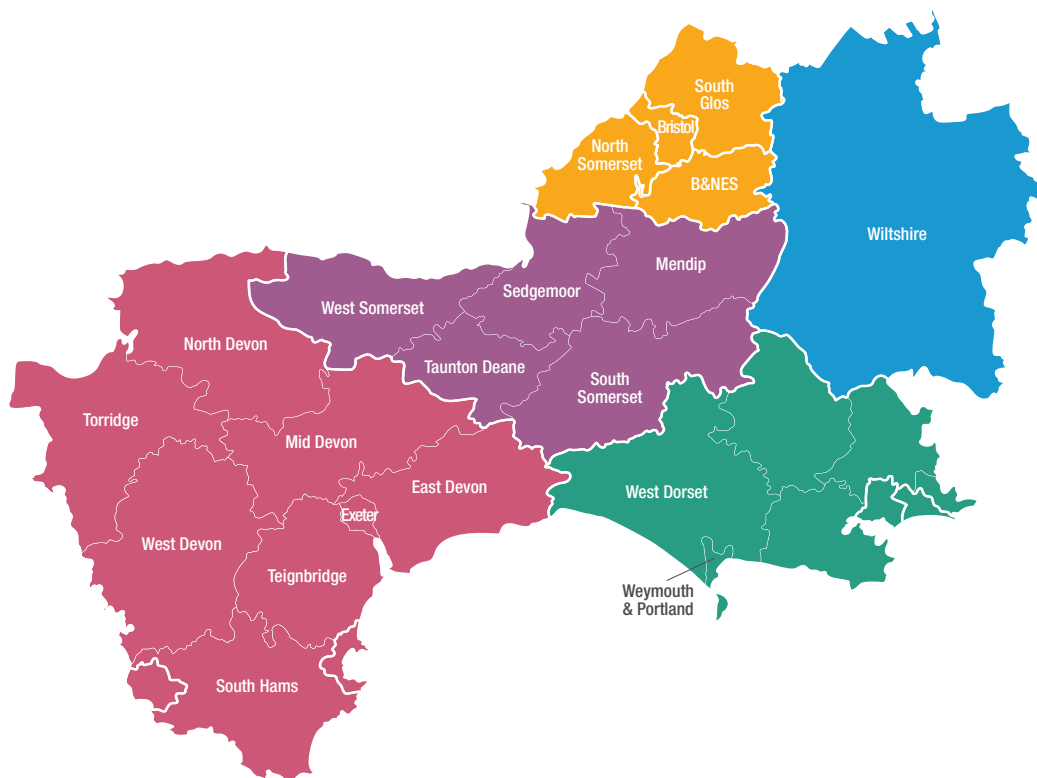 South
Glos
Bristol
North
Somerset
B&NES
Wiltshire
Mendip
Sedgemoor
West Somerset
North Devon
Taunton Deane
South
Somerset
Torridge
Mid Devon
East Devon
West Dorset
Exeter
West Devon
Teignbridge
Weymouth
& Portland
South Hams